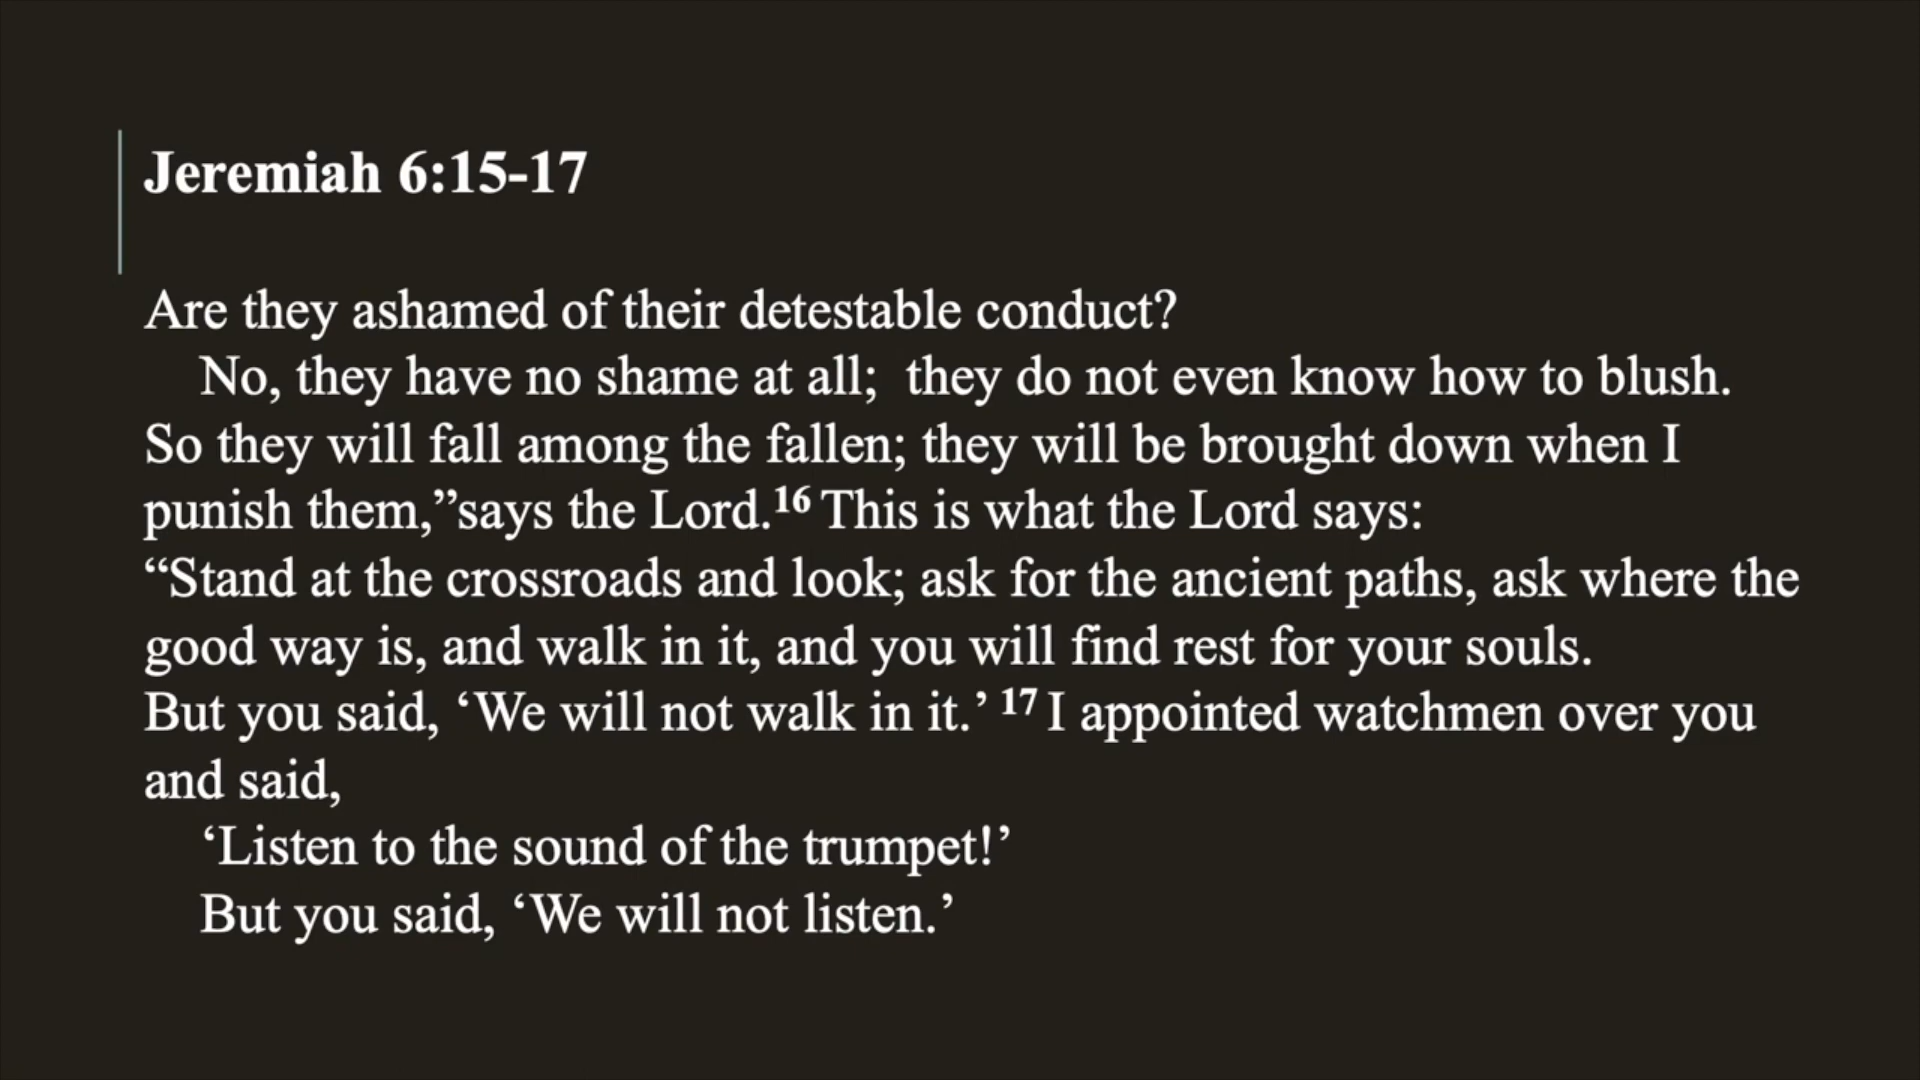 Jeremiah 6:15-17
Are they ashamed of their detestable conduct?
No, they have no shame at all;  they do not even know how to blush.
So they will fall among the fallen; they will be brought down when I
punish them,”says the Lord.16 This is what the Lord says:
“Stand at the crossroads and look; ask for the ancient paths, ask where the
good way is, and walk in it, and you will find rest for your souls.
But you said, ‘We will not walk in it.’ 17 I appointed watchmen over you
and said,
‘Listen to the sound of the trumpet!’
But you said, ‘We will not listen.’